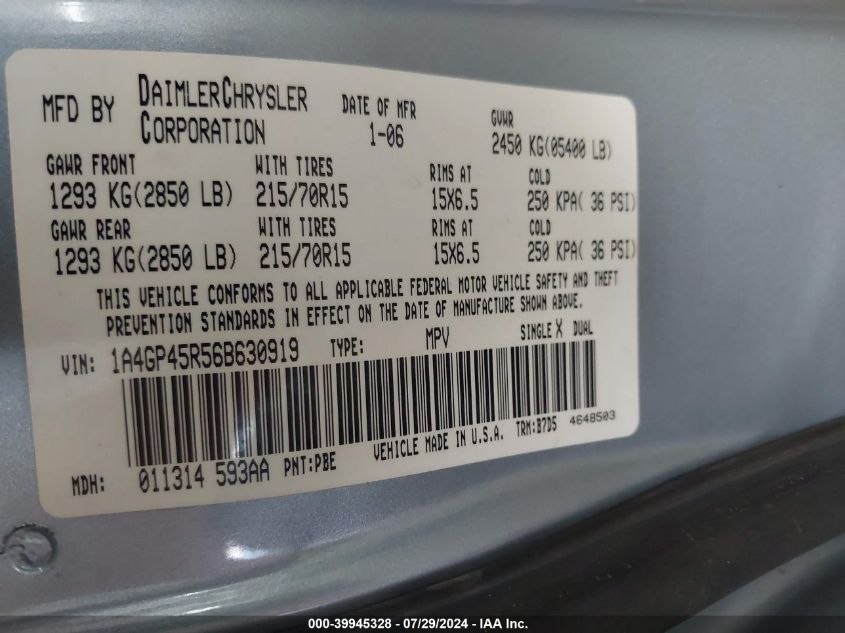 MFD BY DAIMLERCHRYSLER CORPORATION DATE OF MFR 1-06 GVWR 2450 KG(05400 LB)
GAWR FRONT WITH TIRES RIMS AT COLD
1293 KG(2850 LB) 215/70R15 15X6.5 250 KPA( 36 PSI)
GAWR REAR WITH TIRES RIMS AT COLD
1293 KG(2850 LB) 215/70R15 15X6.5 250 KPA( 36 PSI)
THIS VEHICLE CONFORMS TO ALL APPLICABLE FEDERAL MOTOR VEHICLE SAFETY AND THEFT
PREVENTION STANDARDS IN EFFECT ON THE DATE OF MANUFACTURE SHOWN ABOVE.
VIN: 1A4GP45R56B630919 TYPE: MPV SINGLE X DUAL
MDH: 011314 593AA PNT:PBE VEHICLE MADE IN U.S.A. TRM:B7D5 4648503
000-39945328 - 07/29/2024 - IAA Inc.